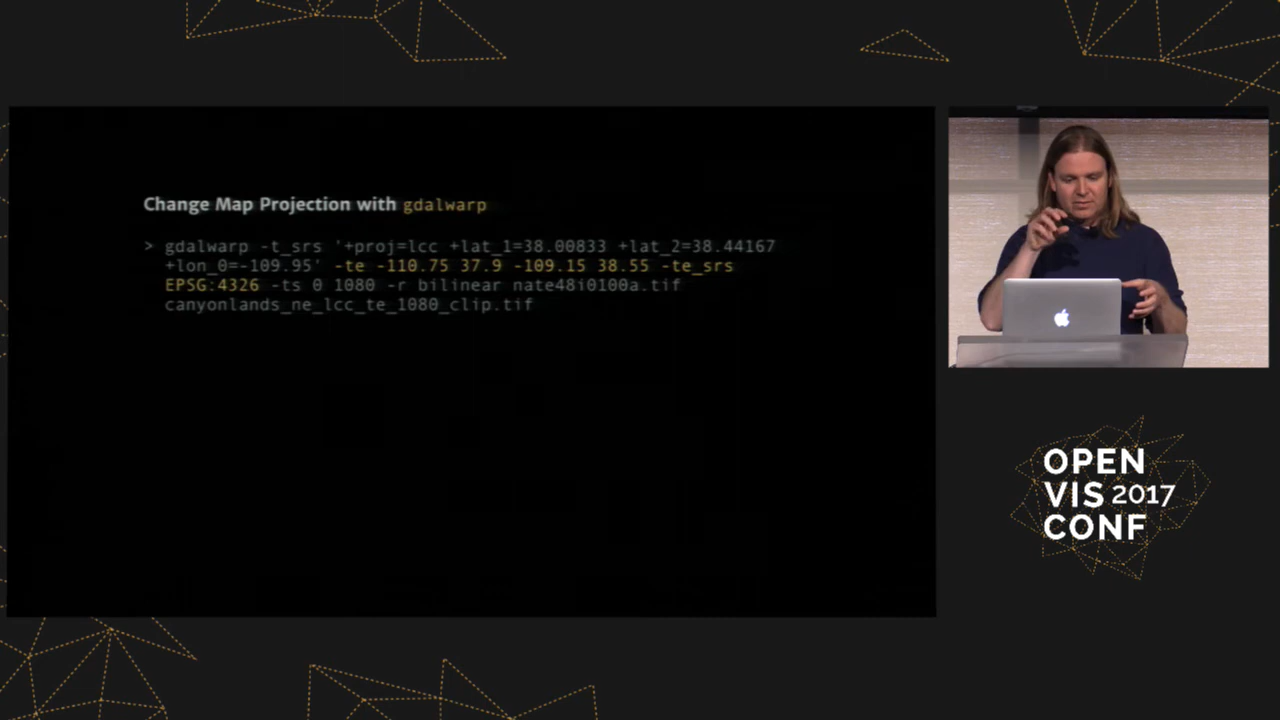 Change Map Projection with gdalwarp
> gdalwarp -t_srs '+proj=lcc +lat_1=38.00833 +lat_2=38.44167
+lon_0=-109.95' -te -110.75 37.9 -109.15 38.55 -te_srs
EPSG:4326 -ts 0 1080 -r bilinear nate48i0100a.tif
canyonlands_ne_lcc_te_1080_clip.tif
OPEN
VIS 2017
CONF